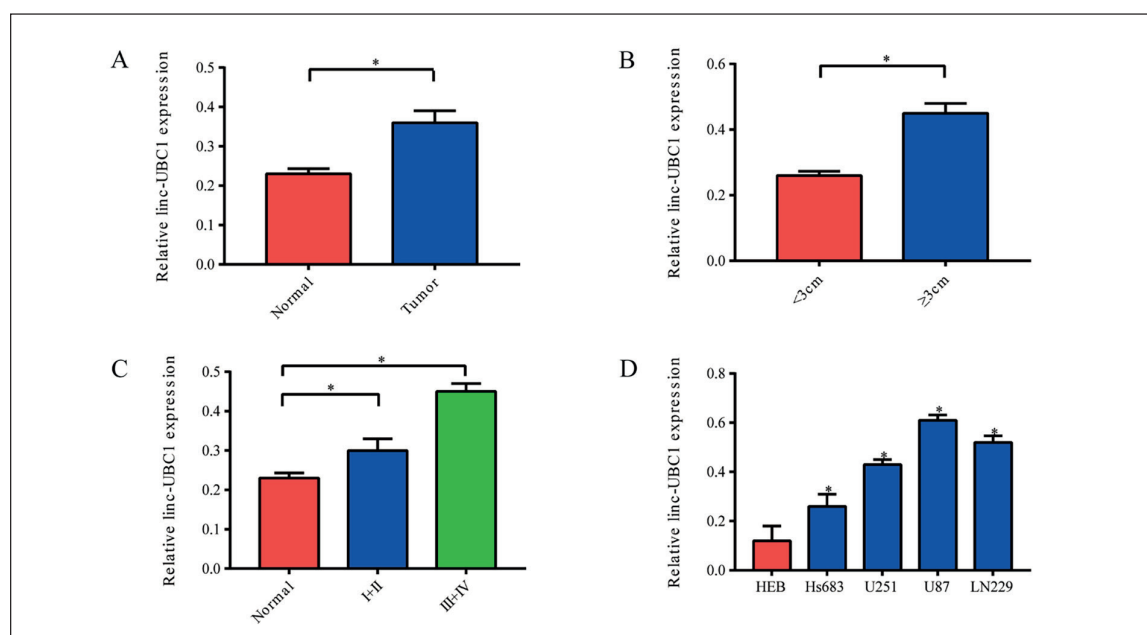 A
Relative linc-UBC1 expression
0.5
0.4
0.3
0.2
0.1
0.0
*
Normal
Tumor
B
Relative linc-UBC1 expression
0.6
0.4
0.2
0.0
*
<3cm
≥3cm
C
Relative linc-UBC1 expression
0.5
0.4
0.3
0.2
0.1
0.0
*
*
Normal
I+II
III+IV
D
Relative linc-UBC1 expression
0.8
0.6
0.4
0.2
0.0
*
*
*
*
HEB
Hs683
U251
U87
LN229